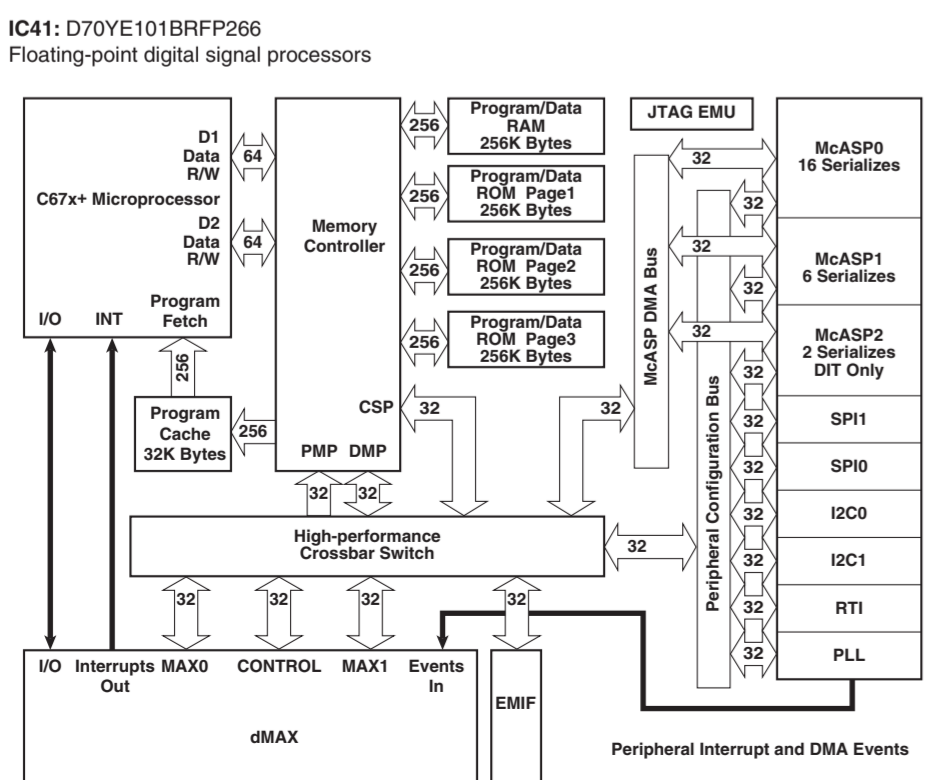 IC41: D70YE101BRFP266
Floating-point digital signal processors
D1
Data
R/W
C67x+ Microprocessor
D2
Data
R/W
I/O
INT
Program
Fetch
64
64
256
Program
Cache
32K Bytes
256
Memory
Controller
CSP
PMP
DMP
256
Program/Data
RAM
256K Bytes
256
Program/Data
ROM Page1
256K Bytes
256
Program/Data
ROM Page2
256K Bytes
256
Program/Data
ROM Page3
256K Bytes
32
32
32
32
High-performance
Crossbar Switch
32
32
32
32
32
I/O
Interrupts
Out
MAX0
CONTROL
MAX1
Events
In
dMAX
EMIF
JTAG EMU
McASP DMA Bus
Peripheral Configuration Bus
32
32
32
32
32
32
32
32
32
32
32
32
McASP0
16 Serializes
McASP1
6 Serializes
McASP2
2 Serializes
DIT Only
SPI1
SPI0
I2C0
I2C1
RTI
PLL
Peripheral Interrupt and DMA Events